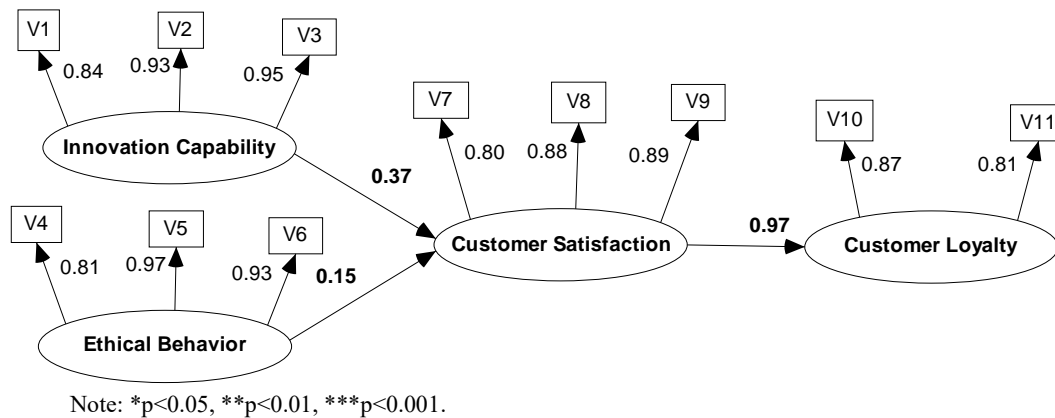 V1
V2
V3
0.84
0.93
0.95
Innovation Capability
V4
V5
V6
0.81
0.97
0.93
Ethical Behavior
0.37
0.15
V7
V8
V9
0.80
0.88
0.89
Customer Satisfaction
0.97
V10
V11
0.87
0.81
Customer Loyalty
Note: *p<0.05, **p<0.01, ***p<0.001.